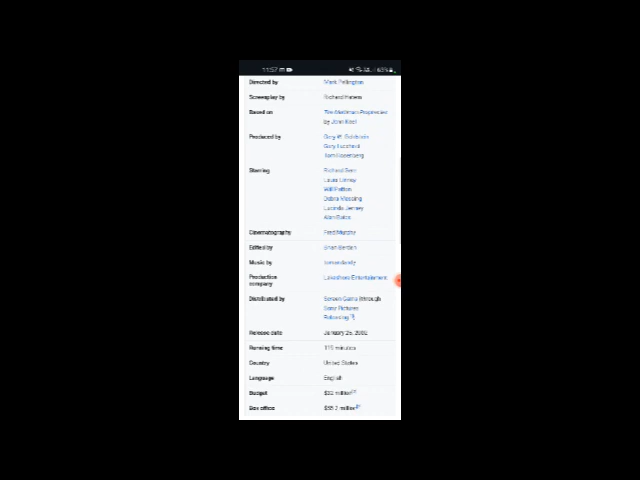 11:57
Directed by Mark Pellington
Screenplay by Richard Hatem
Based on The Mothman Prophecies
by John Keel
Produced by Gary W. Goldstein
Gary Lucchesi
Tom Rosenberg
Starring Richard Gere
Laura Linney
Will Patton
Debra Messing
Lucinda Jenney
Alan Bates
Cinematography Fred Murphy
Edited by Brian Berdan
Music by tomandandy
Production
company Lakeshore Entertainment
Distributed by Screen Gems (through
Sony Pictures
Releasing
Release date January 25, 2002
Running time 119 minutes
Country United States
Language English
Budget $32 million
Box office $55.2 million